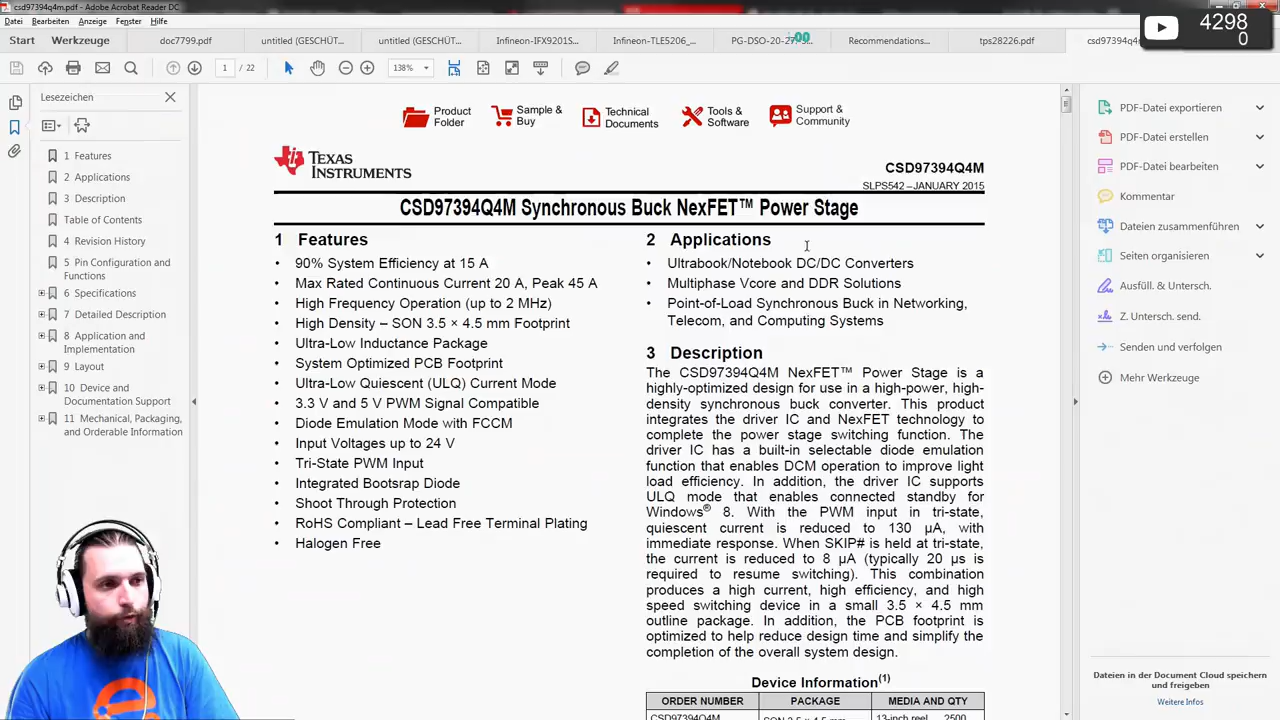 csd97394q4m.pdf - Adobe Acrobat Reader DC
Datei Bearbeiten Anzeige Fenster Hilfe
Start Werkzeuge doc7799.pdf untitled (GESCHÜT... untitled (GESCHÜ... Infineon-IFX9201S... Infineon-TLE5206_... PG-DSO-20- Recommendations... tps28226.pdf csd97394q4
4298
0
1 / 22 138%
Lesezeichen
1 Features
2 Applications
3 Description
Table of Contents
4 Revision History
5 Pin Configuration and
Functions
6 Specifications
7 Detailed Description
8 Application and
Implementation
9 Layout
10 Device and
Documentation Support
11 Mechanical, Packaging,
and Orderable Information
Product
Folder
Sample &
Buy
Technical
Documents
Tools &
Software
Support &
Community
TEXAS
INSTRUMENTS
CSD97394Q4M
SLPS542 –JANUARY 2015
CSD97394Q4M Synchronous Buck NexFET™ Power Stage
1 Features
• 90% System Efficiency at 15 A
• Max Rated Continuous Current 20 A, Peak 45 A
• High Frequency Operation (up to 2 MHz)
• High Density – SON 3.5 × 4.5 mm Footprint
• Ultra-Low Inductance Package
• System Optimized PCB Footprint
• Ultra-Low Quiescent (ULQ) Current Mode
• 3.3 V and 5 V PWM Signal Compatible
• Diode Emulation Mode with FCCM
• Input Voltages up to 24 V
• Tri-State PWM Input
• Integrated Bootsrap Diode
• Shoot Through Protection
• RoHS Compliant – Lead Free Terminal Plating
• Halogen Free
2 Applications
• Ultrabook/Notebook DC/DC Converters
• Multiphase Vcore and DDR Solutions
• Point-of-Load Synchronous Buck in Networking,
Telecom, and Computing Systems
3 Description
The CSD97394Q4M NexFET™ Power Stage is a
highly-optimized design for use in a high-power, high-
density synchronous buck converter. This product
integrates the driver IC and NexFET technology to
complete the power stage switching function. The
driver IC has a built-in selectable diode emulation
function that enables DCM operation to improve light
load efficiency. In addition, the driver IC supports
ULQ mode that enables connected standby for
Windows® 8. With the PWM input in tri-state,
quiescent current is reduced to 130 µA, with
immediate response. When SKIP# is held at tri-state,
the current is reduced to 8 µA (typically 20 µs is
required to resume switching). This combination
produces a high current, high efficiency, and high
speed switching device in a small 3.5 × 4.5 mm
outline package. In addition, the PCB footprint is
optimized to help reduce design time and simplify the
completion of the overall system design.
Device Information(1)
ORDER NUMBER PACKAGE MEDIA AND QTY
CSD97394Q4M SON 3.5 × 4.5 mm 13-inch reel 2500
PDF-Datei exportieren
PDF-Datei erstellen
PDF-Datei bearbeiten
Kommentar
Dateien zusammenführen
Seiten organisieren
Ausfüll. & Untersch.
Z. Untersch. send.
Senden und verfolgen
Mehr Werkzeuge
Dateien in der Document Cloud speichern
und freigeben
Weitere Infos